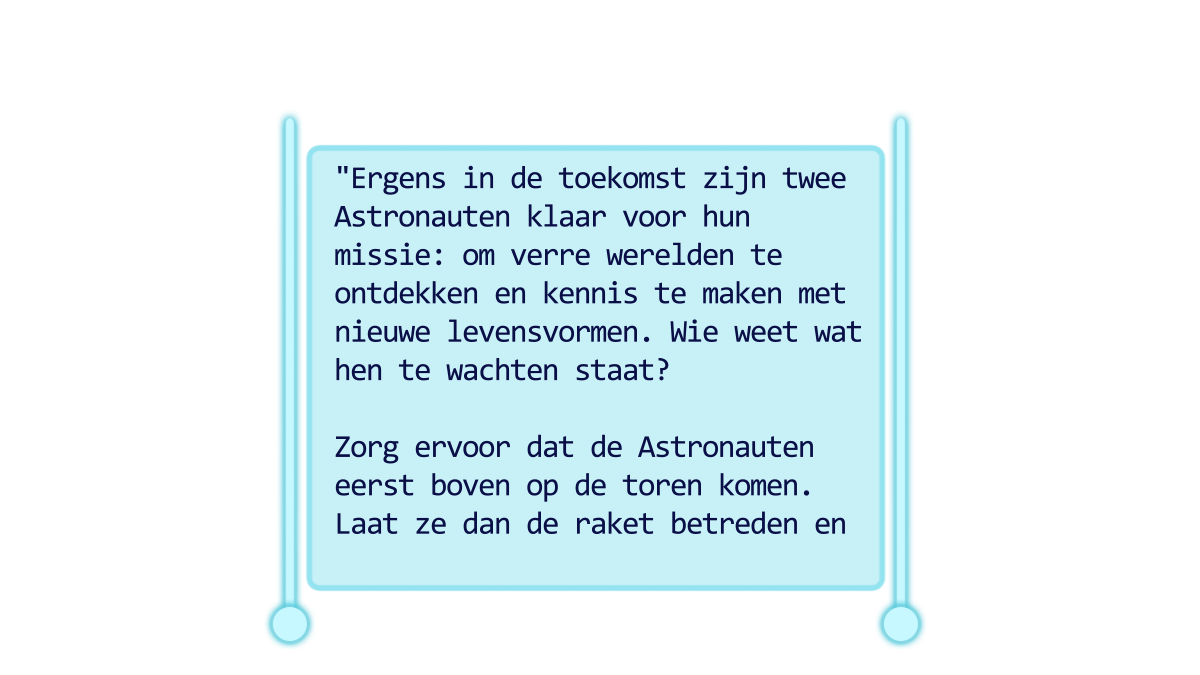 "Ergens in de toekomst zijn twee
Astronauten klaar voor hun
missie: om verre werelden te
ontdekken en kennis te maken met
nieuwe levensvormen. Wie weet wat
hen te wachten staat?
Zorg ervoor dat de Astronauten
eerst boven op de toren komen.
Laat ze dan de raket betreden en